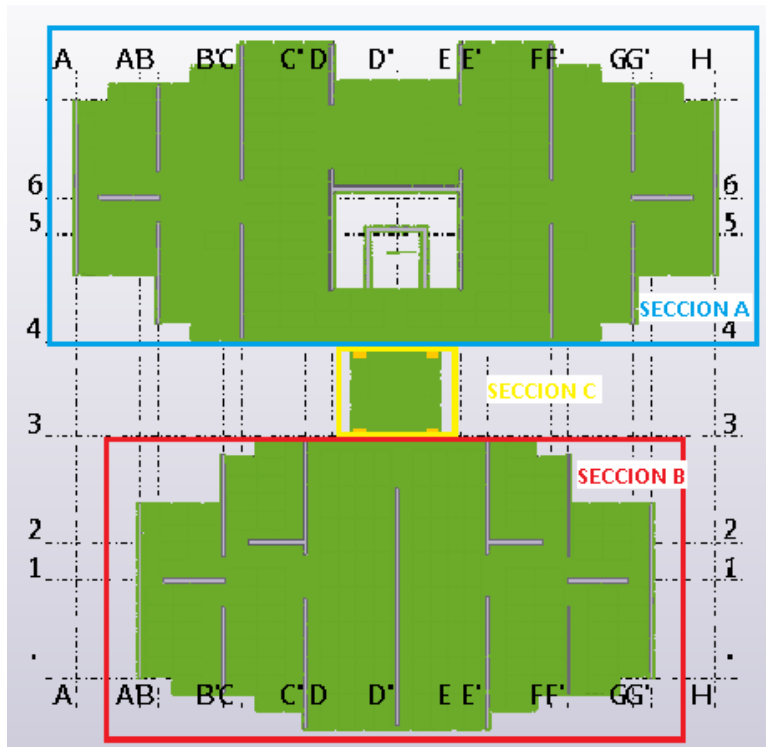 A AB B'C C' D D' E E' FF' GG' H
6 6
5 5
SECCION A
4 4
SECCION C
3 3
SECCION B
2 2
1 1
. .
A AB B'C C' D D' E E' FF' GG' H